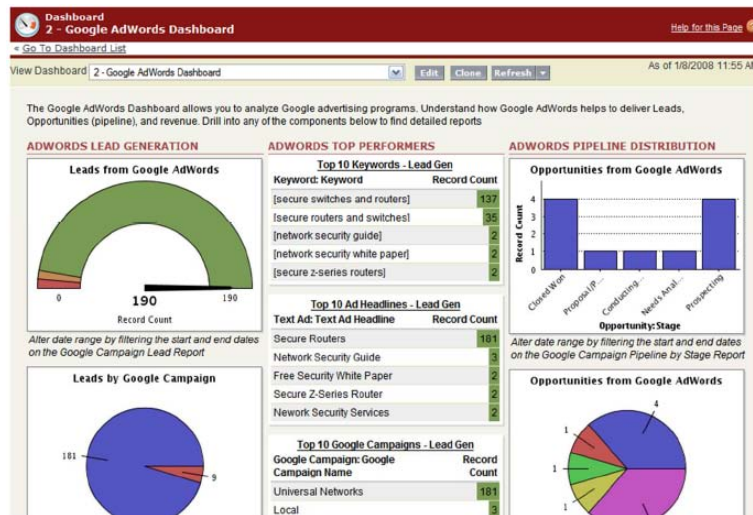 Dashboard
2 - Google AdWords Dashboard
Help for this Page
« Go To Dashboard List
View Dashboard 2 - Google AdWords Dashboard Edit Clone Refresh
As of 1/8/2008 11:55 AM
The Google AdWords Dashboard allows you to analyze Google advertising programs. Understand how Google AdWords helps to deliver Leads,
Opportunities (pipeline), and revenue. Drill into any of the components below to find detailed reports
ADWORDS LEAD GENERATION
Leads from Google AdWords
0
190
190
Record Count
Alter date range by filtering the start and end dates
on the Google Campaign Lead Report
Leads by Google Campaign
181
9
ADWORDS TOP PERFORMERS
Top 10 Keywords - Lead Gen
Keyword: Keyword Record Count
[secure switches and routers] 137
[secure routers and switches] 35
[network security guide] 2
[network security white paper] 2
[secure z-series routers] 2
Top 10 Ad Headlines - Lead Gen
Text Ad: Text Ad Headline Record Count
Secure Routers 181
Network Security Guide 3
Free Security White Paper 2
Secure Z-Series Router 2
Nework Security Services 2
Top 10 Google Campaigns - Lead Gen
Google Campaign: Google Record
Campaign Name Count
Universal Networks 181
Local 3
ADWORDS PIPELINE DISTRIBUTION
Opportunities from Google AdWords
Record Count
4
3
2
1
0
Closed Won
Proposal/P...
Conducting...
Needs Anal...
Prospecting
Opportunity: Stage
Alter date range by filtering the start and end dates
on the Google Campaign Pipeline by Stage Report
Opportunities from Google AdWords
4
1
1
1